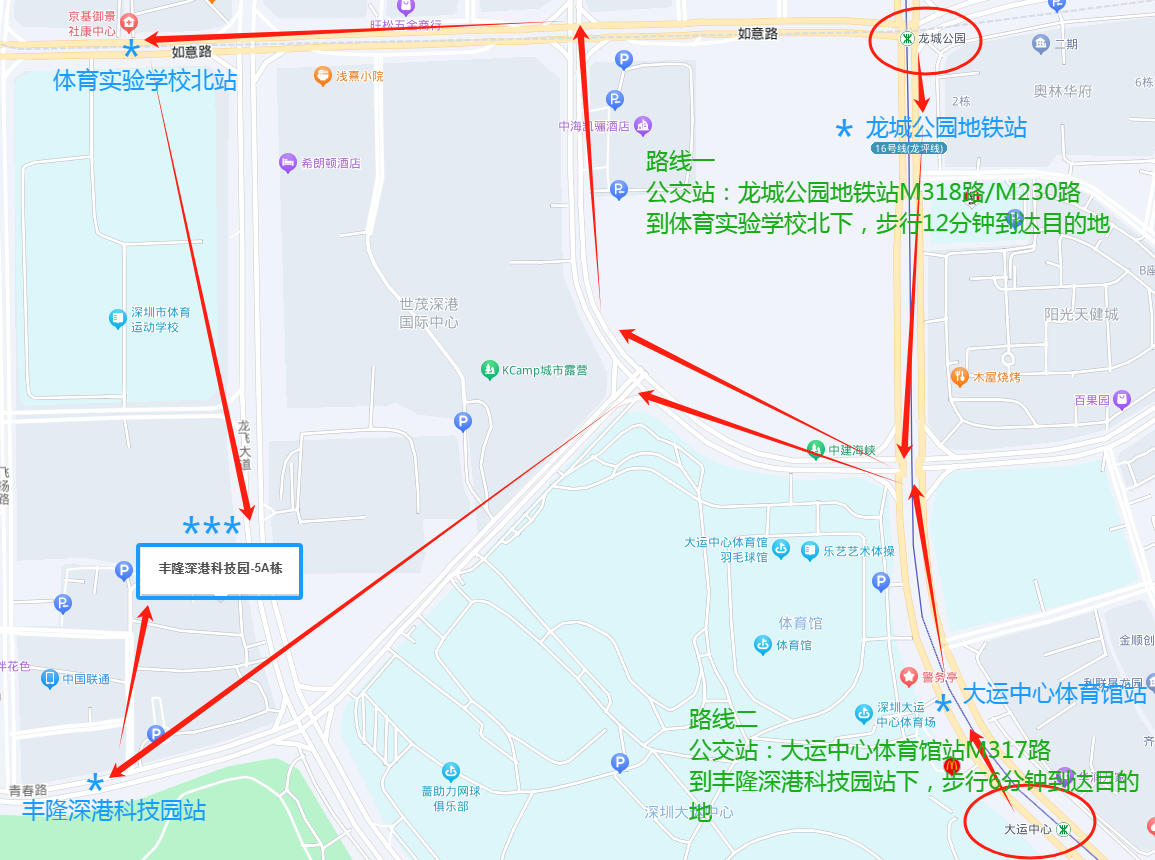 京基御景
社康中心
旺松五金商行
如意路
如意路
龙城公园
二期
6栋
2栋
奥林华府
* 体育实验学校北站
浅熹小院
中海凯骊酒店
希朗顿酒店
* 龙城公园地铁站
16号线(龙坪线)
路线一
公交站：龙城公园地铁站M318路/M230路
到体育实验学校北下，步行12分钟到达目的地
B座
深圳市体育
运动学校
世茂深港
国际中心
阳光天健城
KCamp城市露营
木屋烧烤
百果园
龙飞大道
中建海峡
飞扬路
***
丰隆深港科技园-5A栋
大运中心体育馆
羽毛球馆
乐艺艺术体操
体育馆
体育馆
金顺创
中国联通
警务亭
* 大运中心体育馆站
深圳大运
中心体育场
路线二
公交站：大运中心体育馆站M317路
到丰隆深港科技园站下，步行6分钟到达目的
地
齐
蕾助力网球
俱乐部
深圳大运中心
大运中心
青春路
* 丰隆深港科技园站